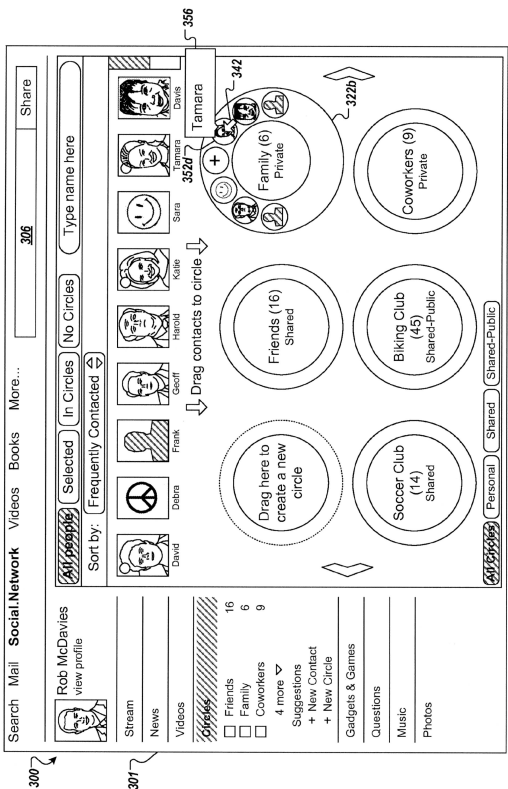 300
301
Search Mail Social.Network Videos Books More...
306
Share
Rob McDavies
view profile
Stream
News
Videos
Circles
Friends 16
Family 6
Coworkers 9
4 more
Suggestions
+ New Contact
+ New Circle
Gadgets & Games
Questions
Music
Photos
All people Selected In Circles No Circles Type name here
Sort by: Frequently Contacted
David Debra Frank Geoff Harold Katie Sara Tamara Davis
Drag contacts to circle
352d
356
Tamara
342
322b
+
Drag here to
create a new
circle
Friends (16)
Shared
Family (6)
Private
Soccer Club
(14)
Shared
Biking Club
(45)
Shared-Public
Coworkers (9)
Private
All Circles Personal Shared Shared-Public